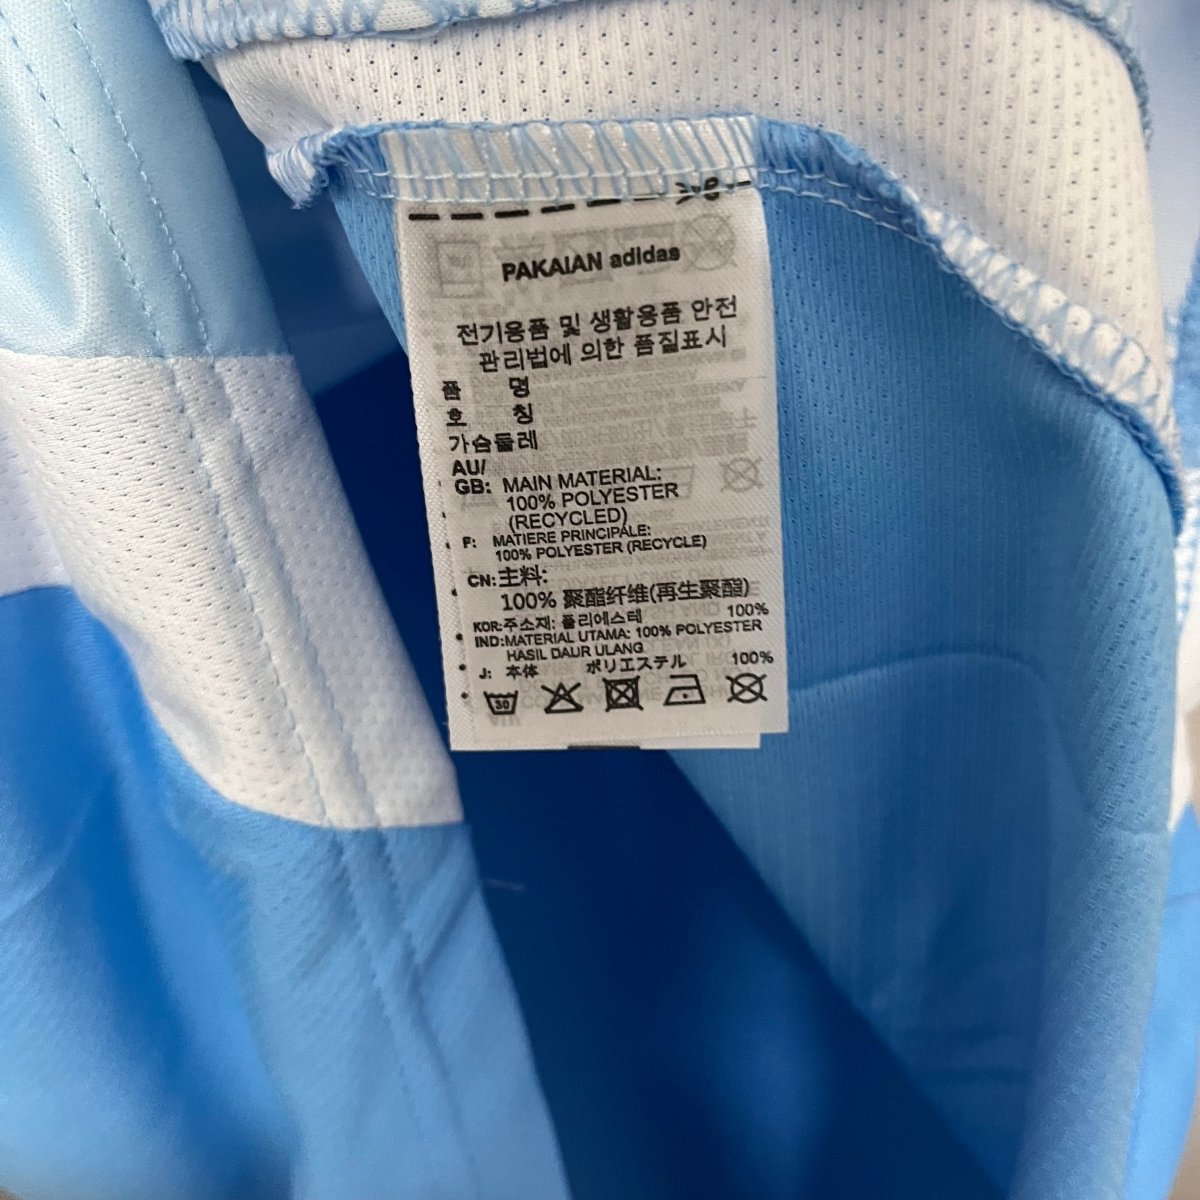 PAKAIAN adidas
전기용품 및 생활용품 안전
관리법에 의한 품질표시
품 명
호 칭
가슴둘레
AU/
GB: MAIN MATERIAL:
100% POLYESTER
(RECYCLED)
F: MATIERE PRINCIPALE:
100% POLYESTER (RECYCLE)
CN: 主料:
100% 聚酯纤维(再生聚酯)
KOR: 주소재: 폴리에스테 100%
IND: MATERIAL UTAMA: 100% POLYESTER
HASIL DAUR ULANG
J: 本体 ポリエステル 100%
30